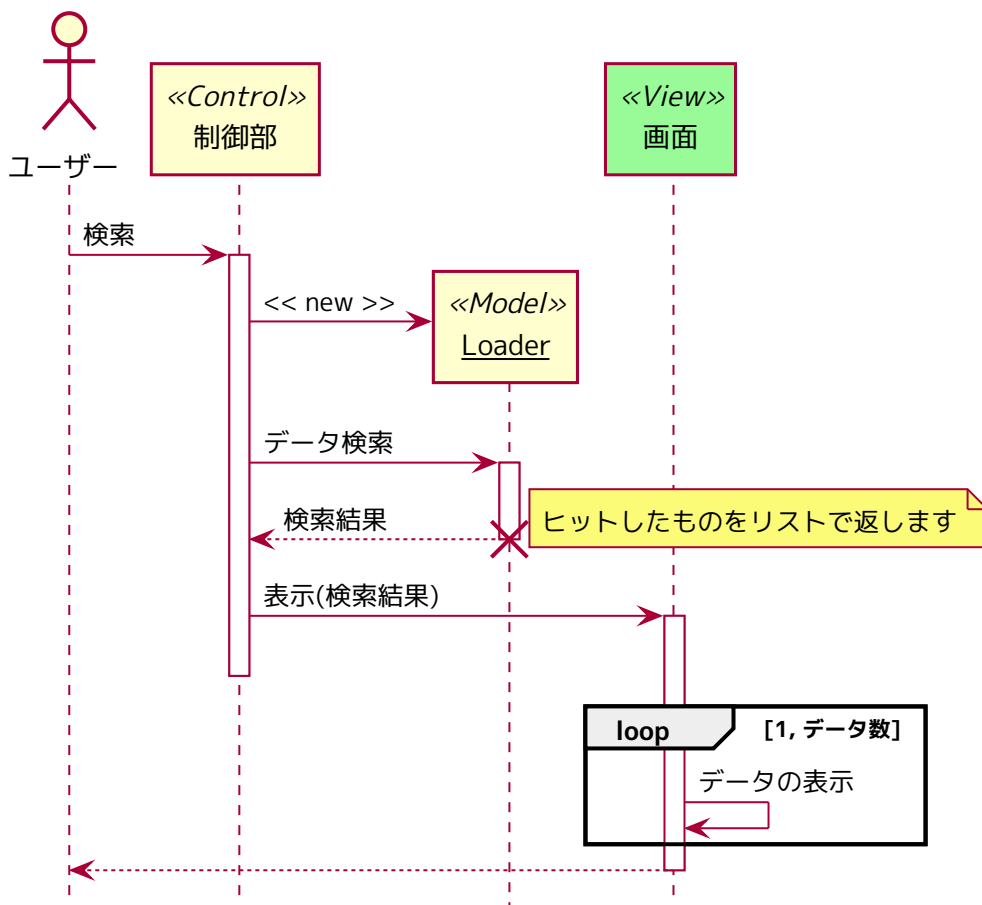 ユーザー
«Control»
制御部
«View»
画面
検索
<< new >>
«Model»
Loader
データ検索
検索結果
ヒットしたものをリストで返します
表示(検索結果)
loop
[1, データ数]
データの表示